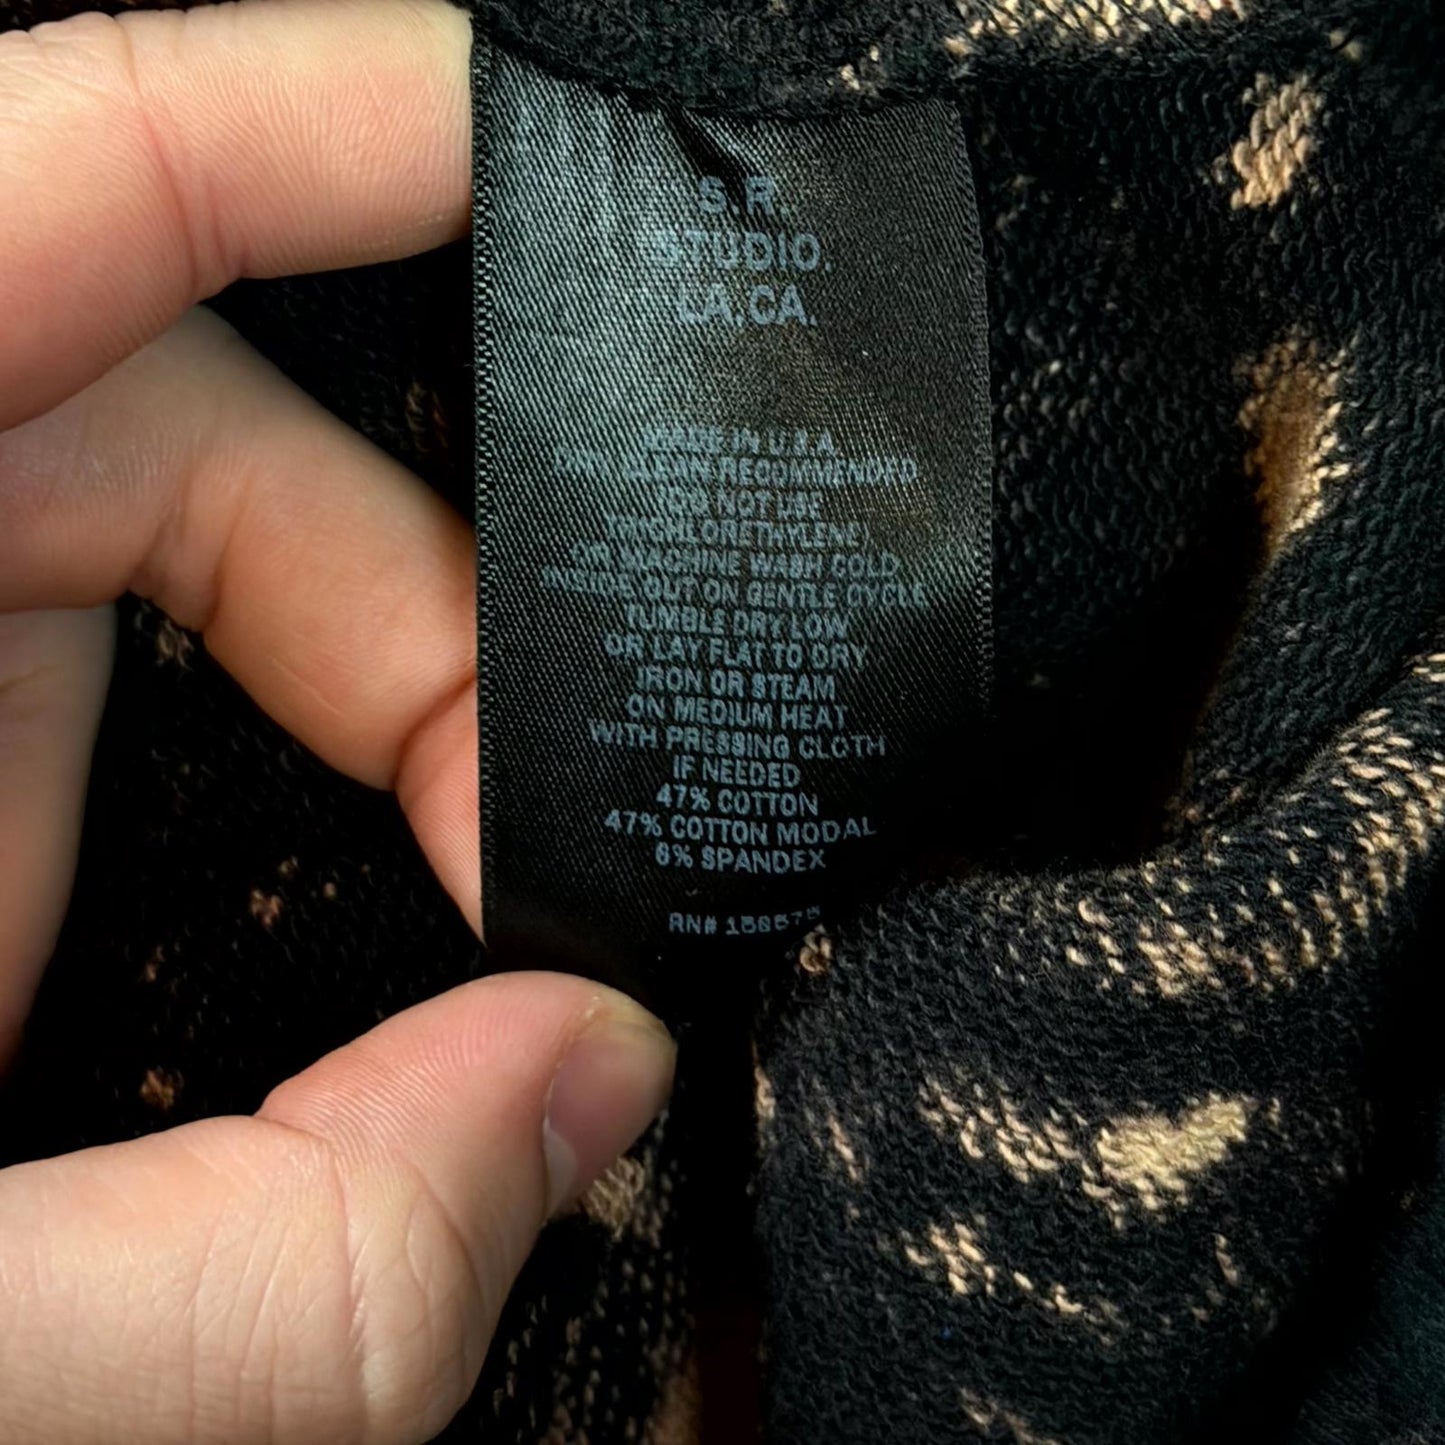 S.R.
STUDIO.
LA.CA.
MADE IN U.S.A.
DRY CLEAN RECOMMENDED
(DO NOT USE
TRICHLORETHYLENE)
OR MACHINE WASH COLD
INSIDE OUT ON GENTLE CYCLE
TUMBLE DRY LOW
OR LAY FLAT TO DRY
IRON OR STEAM
ON MEDIUM HEAT
WITH PRESSING CLOTH
IF NEEDED
47% COTTON
47% COTTON MODAL
6% SPANDEX
RN#